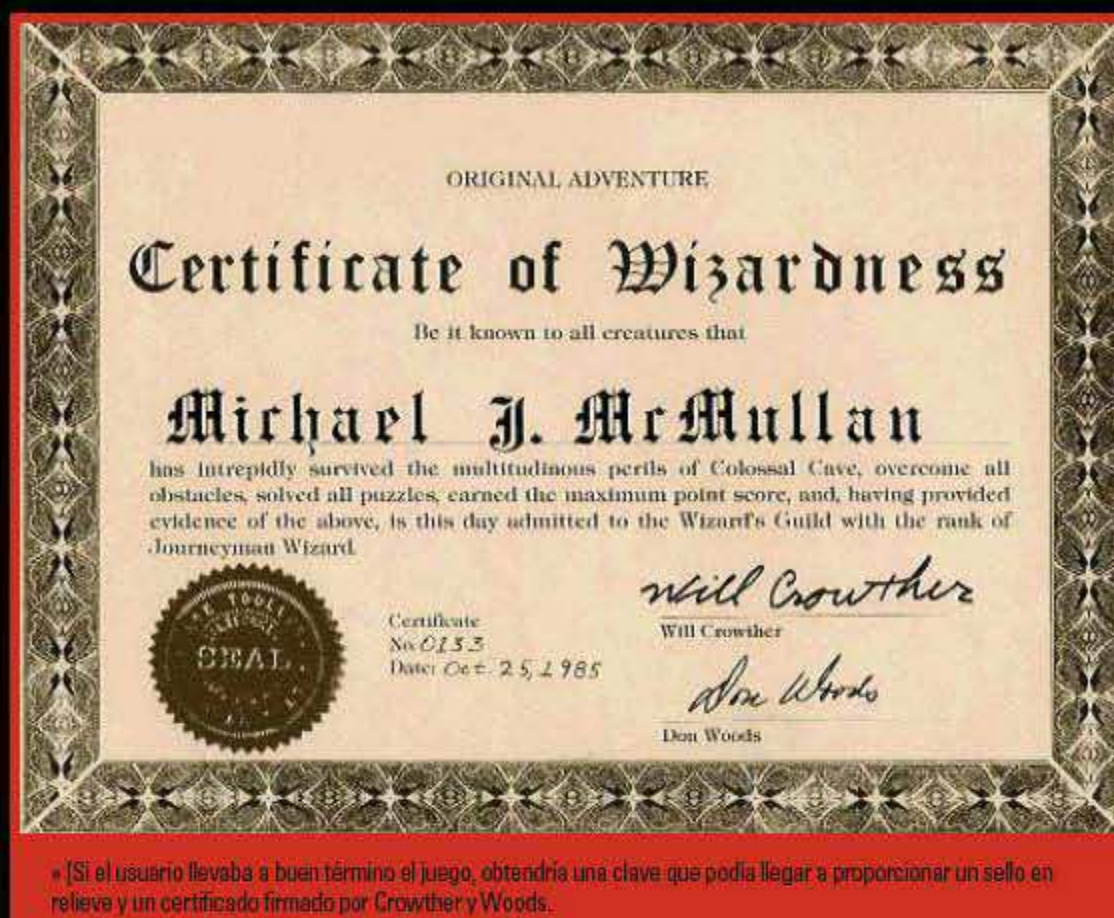 ORIGINAL ADVENTURE
Certificate of Wizardness
Be it known to all creatures that
Michael J. McMullan
has intrepidly survived the multitudinous perils of Colossal Cave, overcome all
obstacles, solved all puzzles, earned the maximum point score, and, having provided
evidence of the above, is this day admitted to the Wizard's Guild with the rank of
Journeyman Wizard.
SEAL
Certificate
No. 0133
Date: Oct. 25, 1985
Will Crowther
Will Crowther
Don Woods
Don Woods
» [Si el usuario llevaba a buen término el juego, obtendría una clave que podía llegar a proporcionar un sello en
relieve y un certificado firmado por Crowther y Woods.